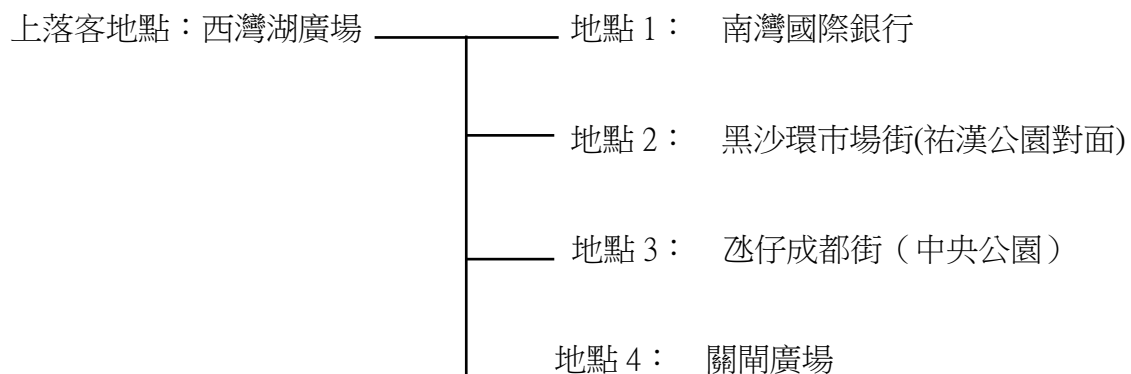 上落客地點：西灣湖廣場 地點 1： 南灣國際銀行
地點 2： 黑沙環市場街(祐漢公園對面)
地點 3： 氹仔成都街（中央公園）
地點 4： 關閘廣場